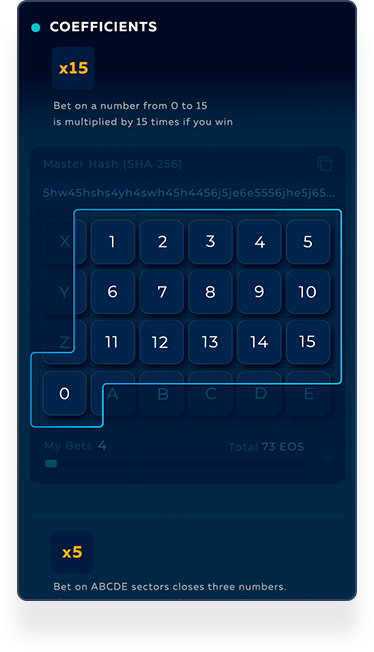 COEFFICIENTS
x15
Bet on a number from 0 to 15
is multiplied by 15 times if you win
Master Hash (SHA-256)
5hw45hshs4yh4swh45h4456j5je6e5556jhe5j65...
X 1 2 3 4 5
Y 6 7 8 9 10
Z 11 12 13 14 15
0 A B C D E
My Bets 4 Total 73 EOS
x5
Bet on ABCDE sectors closes three numbers.